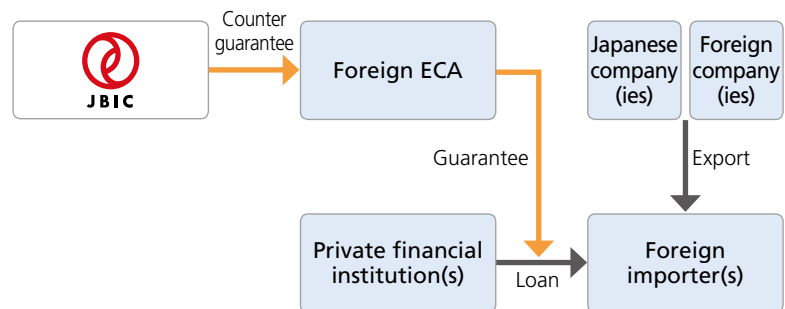 Counter
guarantee
JBIC
Foreign ECA
Japanese
company
(ies)
Foreign
company
(ies)
Guarantee
Export
Private financial
institution(s)
Loan
Foreign
importer(s)